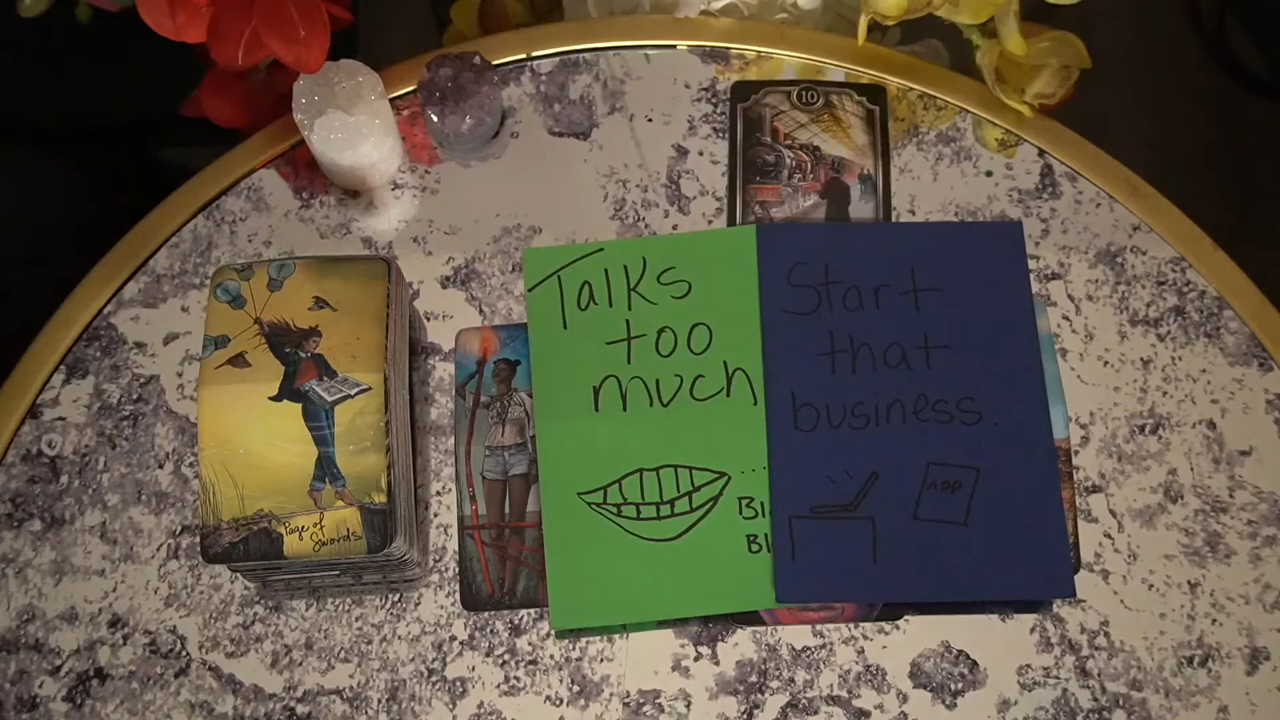 10
Talks
too
much
Start
that
business.
APP
Page of
Swords